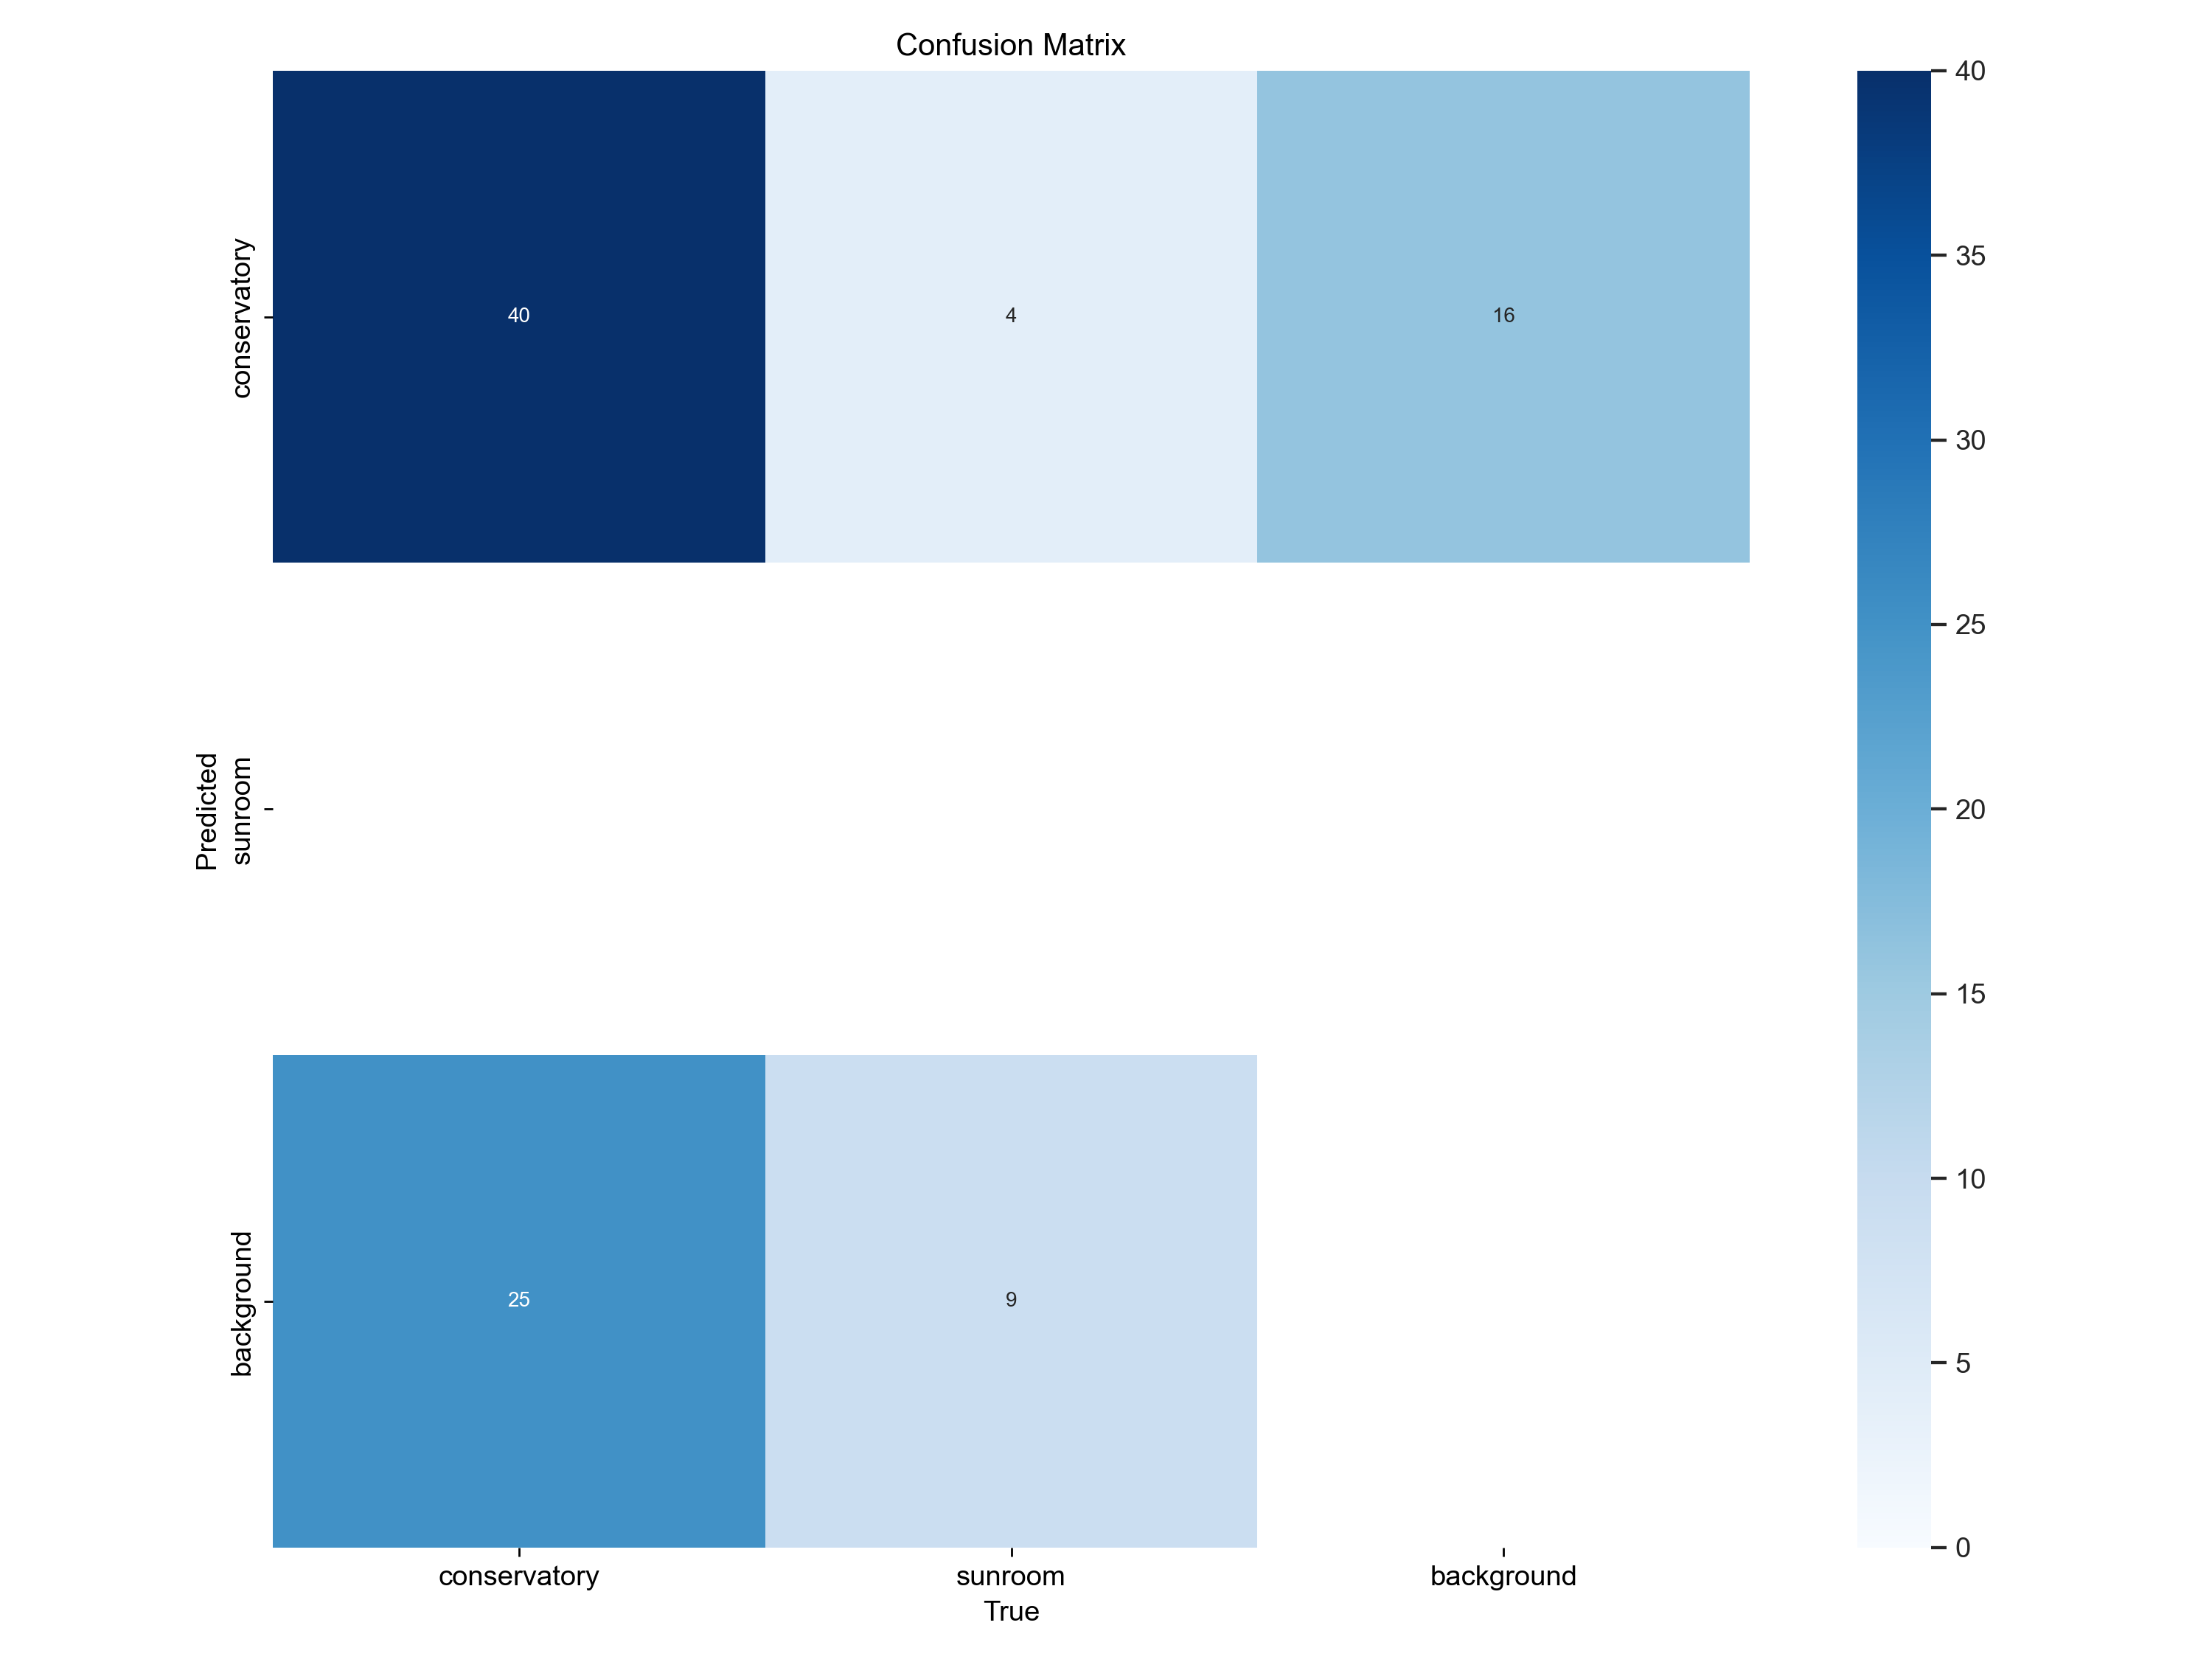 Confusion Matrix
conservatory
40
4
16
Predicted
sunroom
background
25
9
conservatory
sunroom
background
True
40
35
30
25
20
15
10
5
0